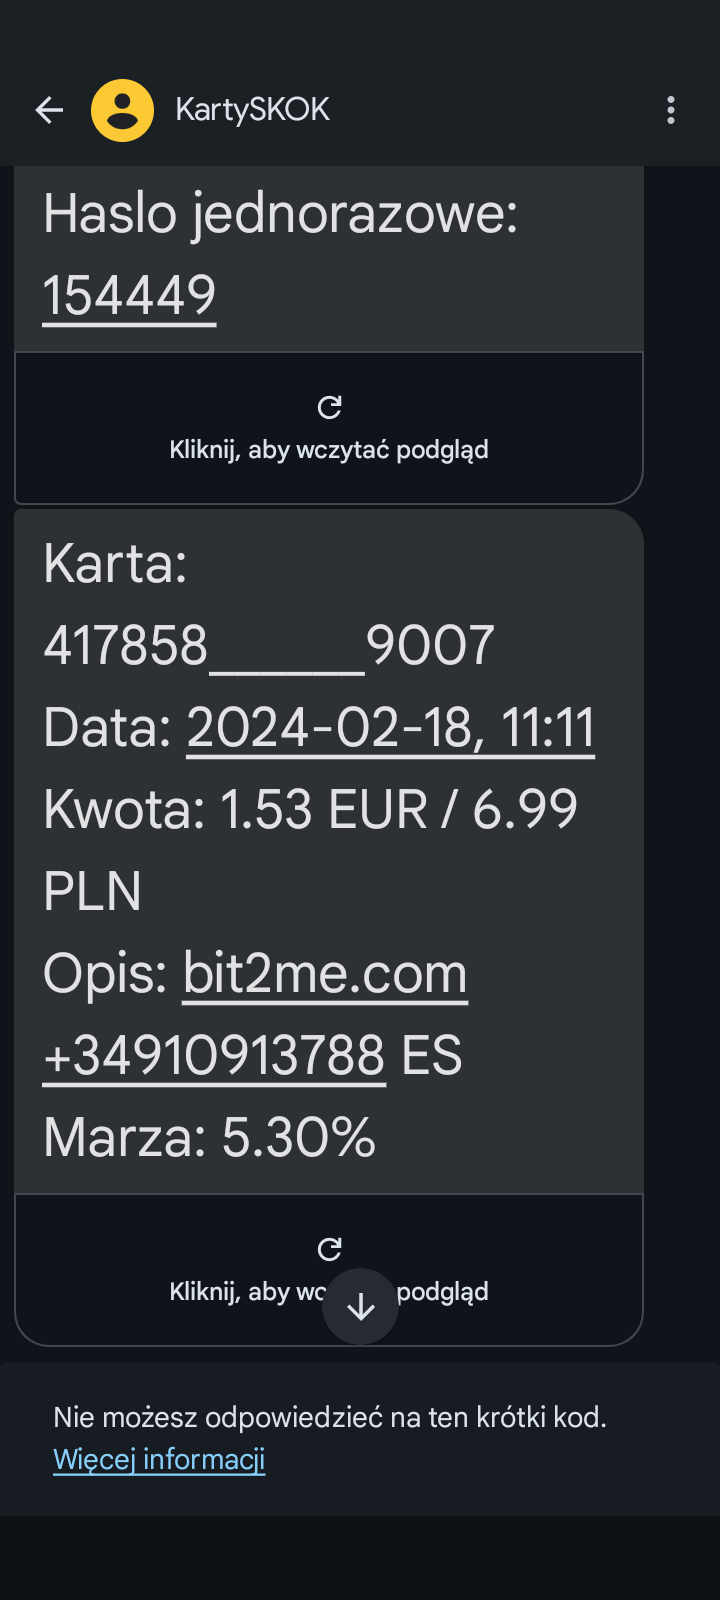 KartySKOK
Haslo jednorazowe:
154449
Kliknij, aby wczytać podgląd
Karta:
417858______9007
Data: 2024-02-18, 11:11
Kwota: 1.53 EUR / 6.99
PLN
Opis: bit2me.com
+34910913788 ES
Marza: 5.30%
Kliknij, aby podgląd
Nie możesz odpowiedzieć na ten krótki kod.
Więcej informacji